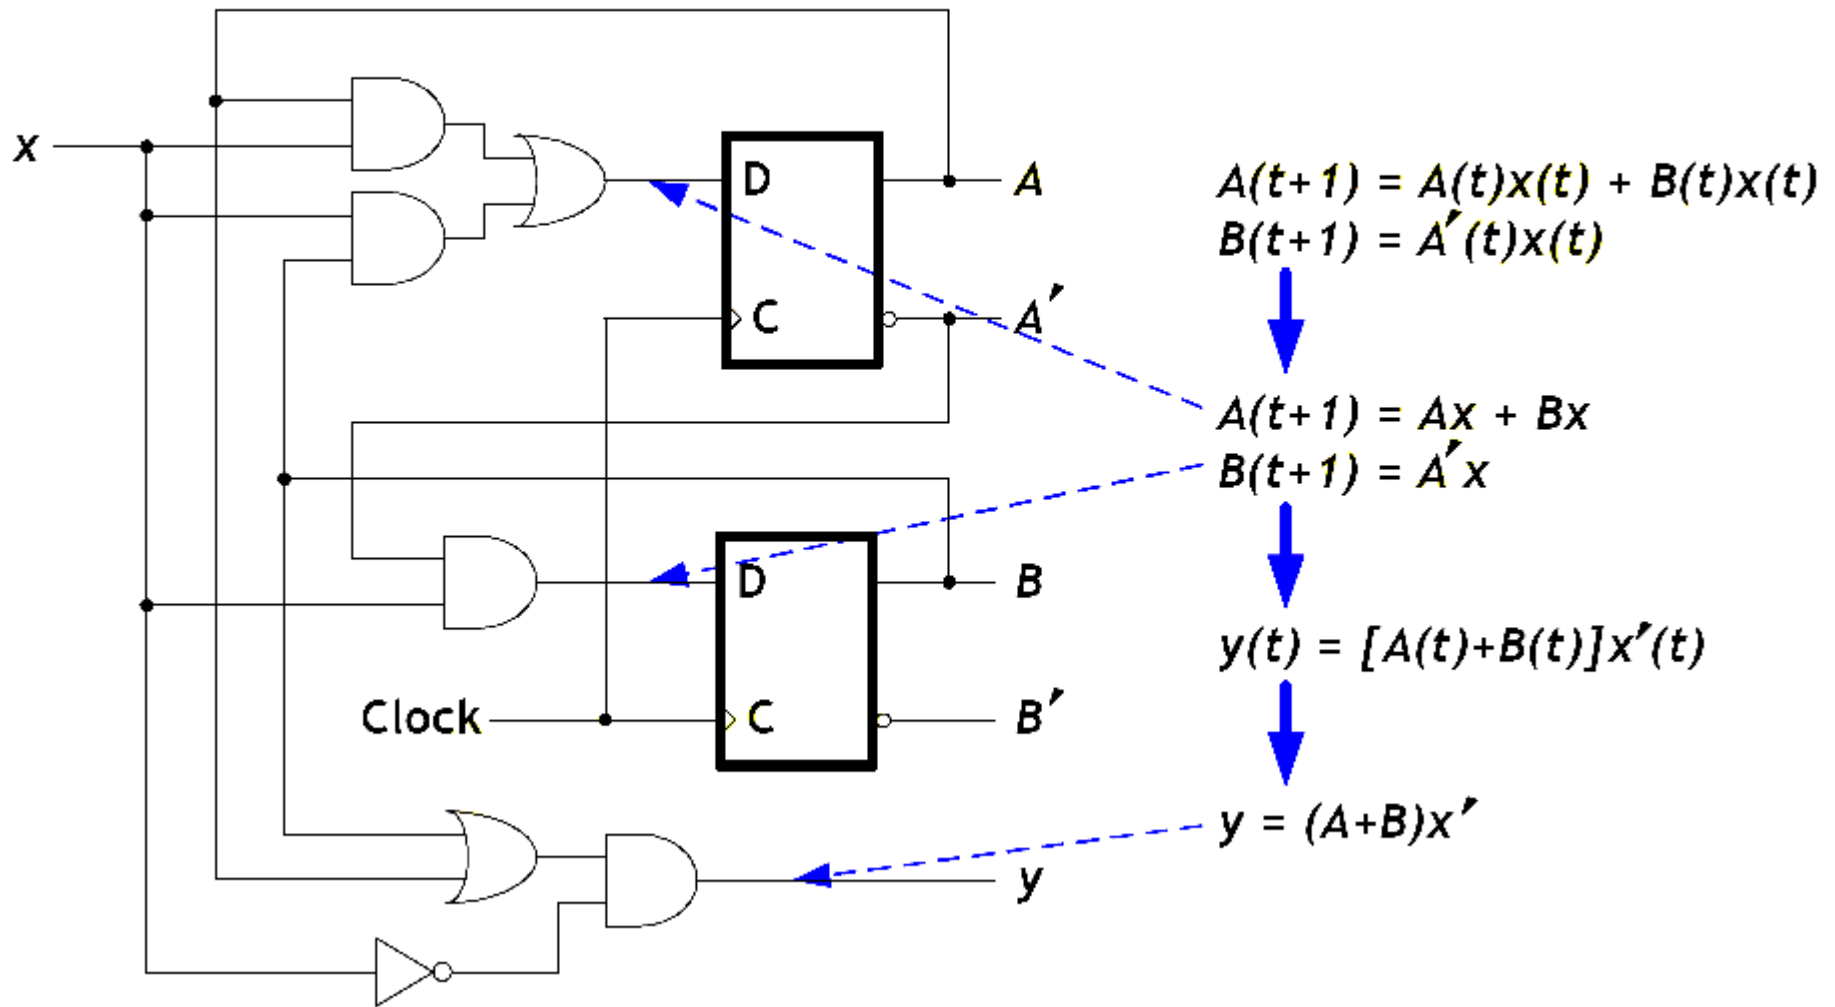 x
D
A
C
A′
D
B
Clock
C
B′
y
A(t+1) = A(t)x(t) + B(t)x(t)
B(t+1) = A′(t)x(t)
A(t+1) = Ax + Bx
B(t+1) = A′x
y(t) = [A(t)+B(t)]x′(t)
y = (A+B)x′